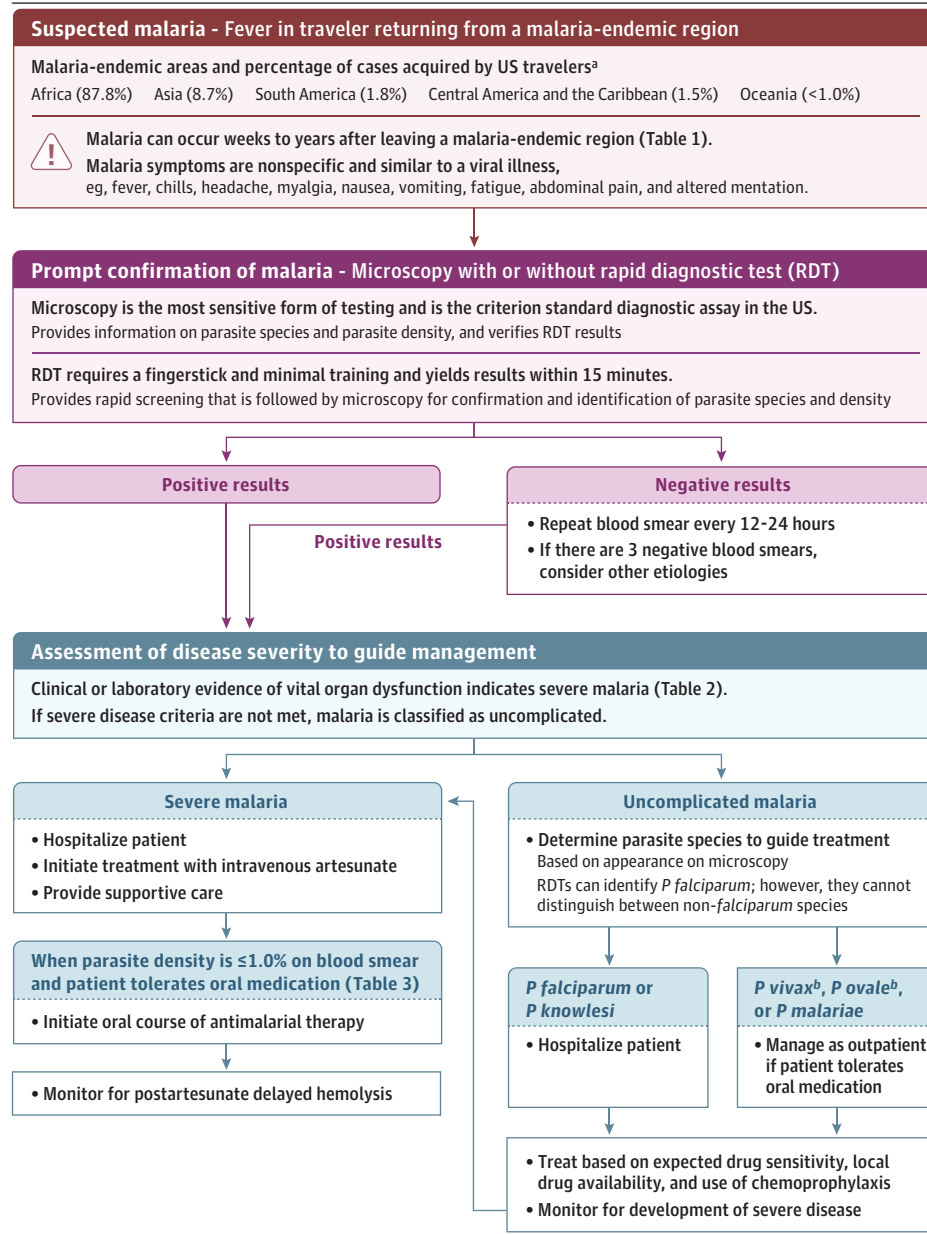 Suspected malaria - Fever in traveler returning from a malaria-endemic region
Malaria-endemic areas and percentage of cases acquired by US travelersᵃ
Africa (87.8%) Asia (8.7%) South America (1.8%) Central America and the Caribbean (1.5%) Oceania (<1.0%)
!
Malaria can occur weeks to years after leaving a malaria-endemic region (Table 1).
Malaria symptoms are nonspecific and similar to a viral illness,
eg, fever, chills, headache, myalgia, nausea, vomiting, fatigue, abdominal pain, and altered mentation.
Prompt confirmation of malaria - Microscopy with or without rapid diagnostic test (RDT)
Microscopy is the most sensitive form of testing and is the criterion standard diagnostic assay in the US.
Provides information on parasite species and parasite density, and verifies RDT results
RDT requires a fingerstick and minimal training and yields results within 15 minutes.
Provides rapid screening that is followed by microscopy for confirmation and identification of parasite species and density
Positive results
Negative results
• Repeat blood smear every 12-24 hours
• If there are 3 negative blood smears,
consider other etiologies
Positive results
Assessment of disease severity to guide management
Clinical or laboratory evidence of vital organ dysfunction indicates severe malaria (Table 2).
If severe disease criteria are not met, malaria is classified as uncomplicated.
Severe malaria
• Hospitalize patient
• Initiate treatment with intravenous artesunate
• Provide supportive care
When parasite density is ≤1.0% on blood smear
and patient tolerates oral medication (Table 3)
• Initiate oral course of antimalarial therapy
• Monitor for postartesunate delayed hemolysis
Uncomplicated malaria
• Determine parasite species to guide treatment
Based on appearance on microscopy
RDTs can identify P falciparum; however, they cannot
distinguish between non-falciparum species
P falciparum or
P knowlesi
• Hospitalize patient
P vivaxᵇ, P ovaleᵇ,
or P malariae
• Manage as outpatient
if patient tolerates
oral medication
• Treat based on expected drug sensitivity, local
drug availability, and use of chemoprophylaxis
• Monitor for development of severe disease